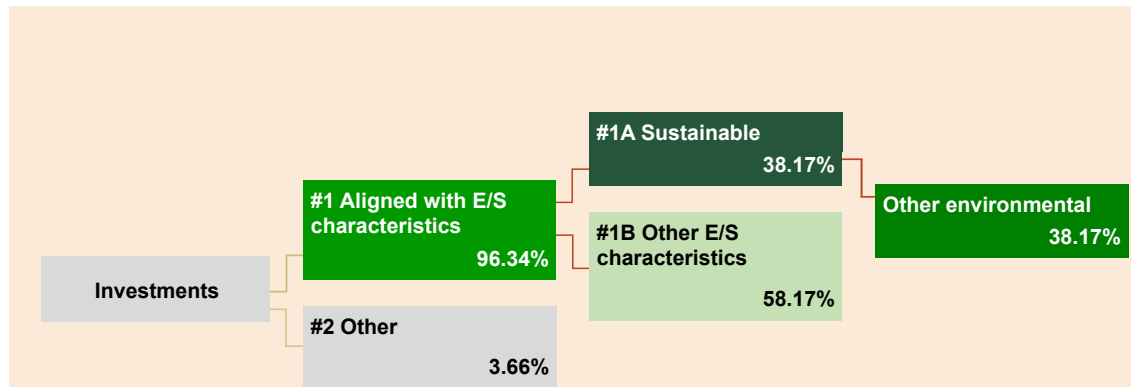 Investments
#1 Aligned with E/S
characteristics
96.34%
#2 Other
3.66%
#1A Sustainable
38.17%
#1B Other E/S
characteristics
58.17%
Other environmental
38.17%